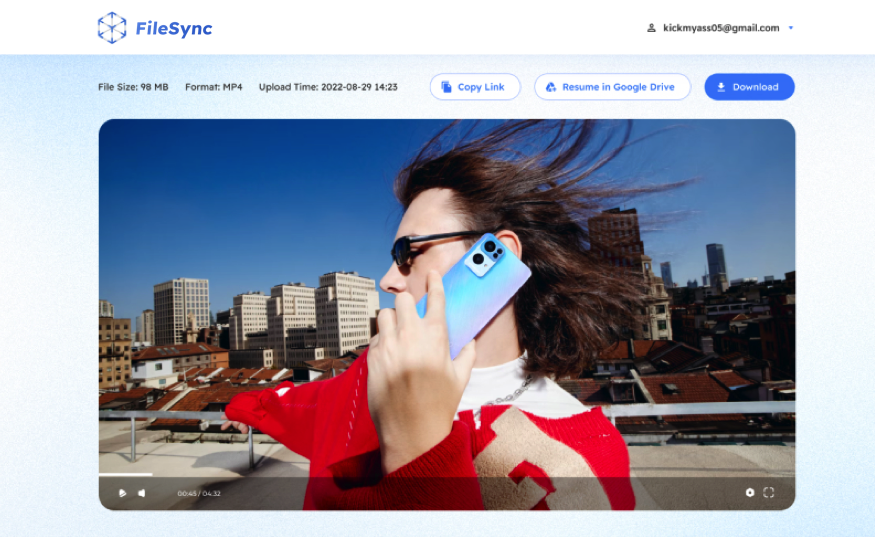 FileSync
kickmyass05@gmail.com
File Size: 98 MB Format: MP4 Upload Time: 2022-08-29 14:23
Copy Link
Resume in Google Drive
Download
00:45 / 04:32